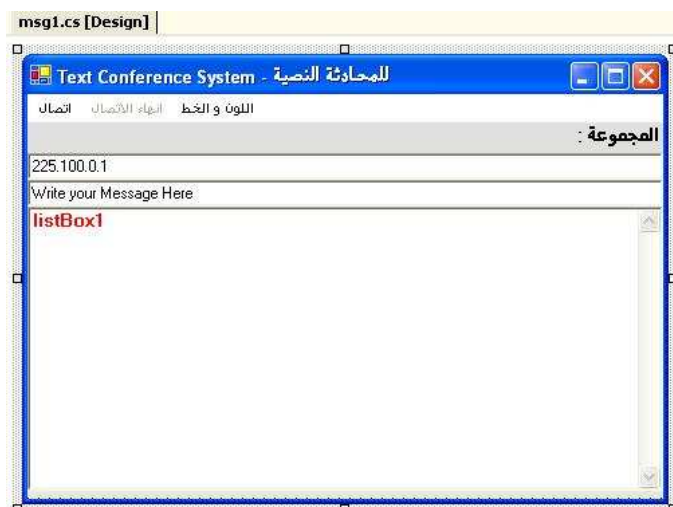 msg1.cs [Design]
Text Conference System - للمحادثة النصية
اتصال انهاء الاتصال اللون و الخط
المجموعة :
225.100.0.1
Write your Message Here
listBox1